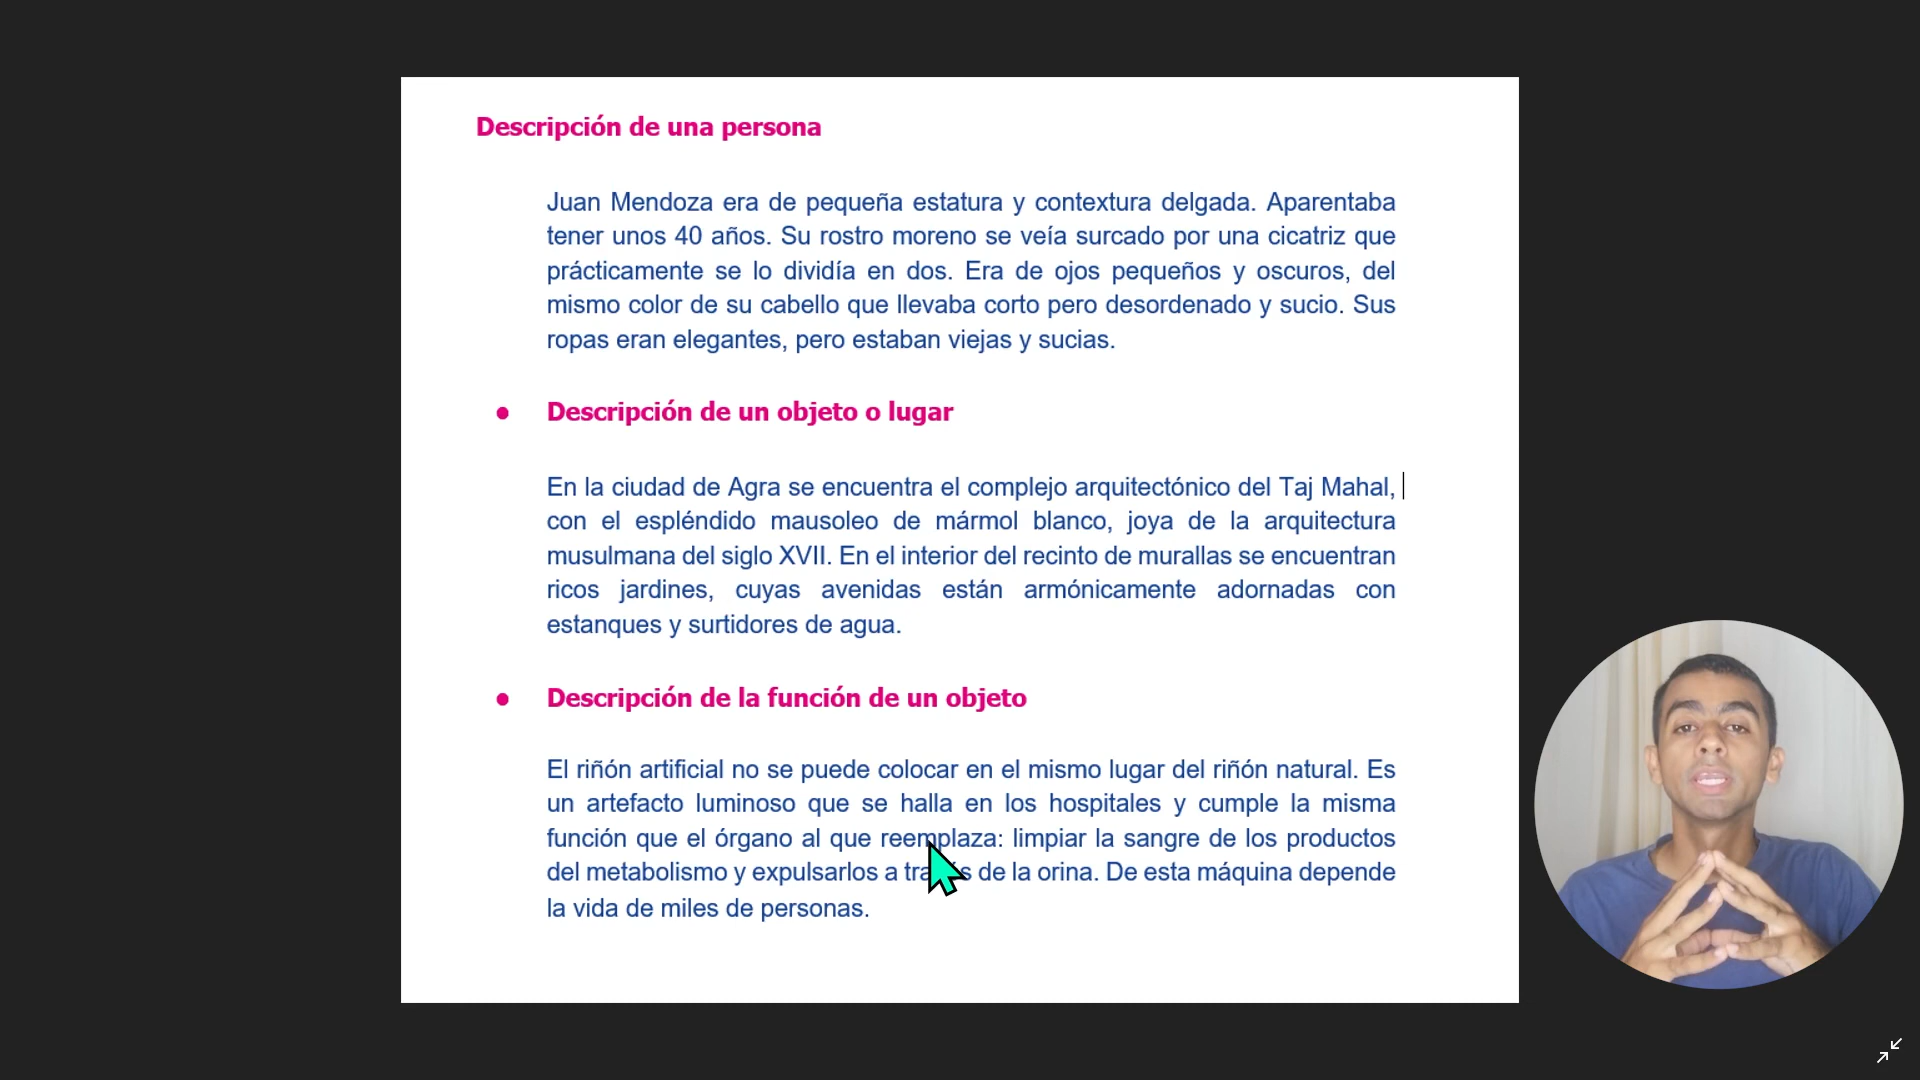 Descripción de una persona
Juan Mendoza era de pequeña estatura y contextura delgada. Aparentaba
tener unos 40 años. Su rostro moreno se veía surcado por una cicatriz que
prácticamente se lo dividía en dos. Era de ojos pequeños y oscuros, del
mismo color de su cabello que llevaba corto pero desordenado y sucio. Sus
ropas eran elegantes, pero estaban viejas y sucias.
● Descripción de un objeto o lugar
En la ciudad de Agra se encuentra el complejo arquitectónico del Taj Mahal,
con el espléndido mausoleo de mármol blanco, joya de la arquitectura
musulmana del siglo XVII. En el interior del recinto de murallas se encuentran
ricos jardines, cuyas avenidas están armónicamente adornadas con
estanques y surtidores de agua.
● Descripción de la función de un objeto
El riñón artificial no se puede colocar en el mismo lugar del riñón natural. Es
un artefacto luminoso que se halla en los hospitales y cumple la misma
función que el órgano al que reemplaza: limpiar la sangre de los productos
del metabolismo y expulsarlos a través de la orina. De esta máquina depende
la vida de miles de personas.